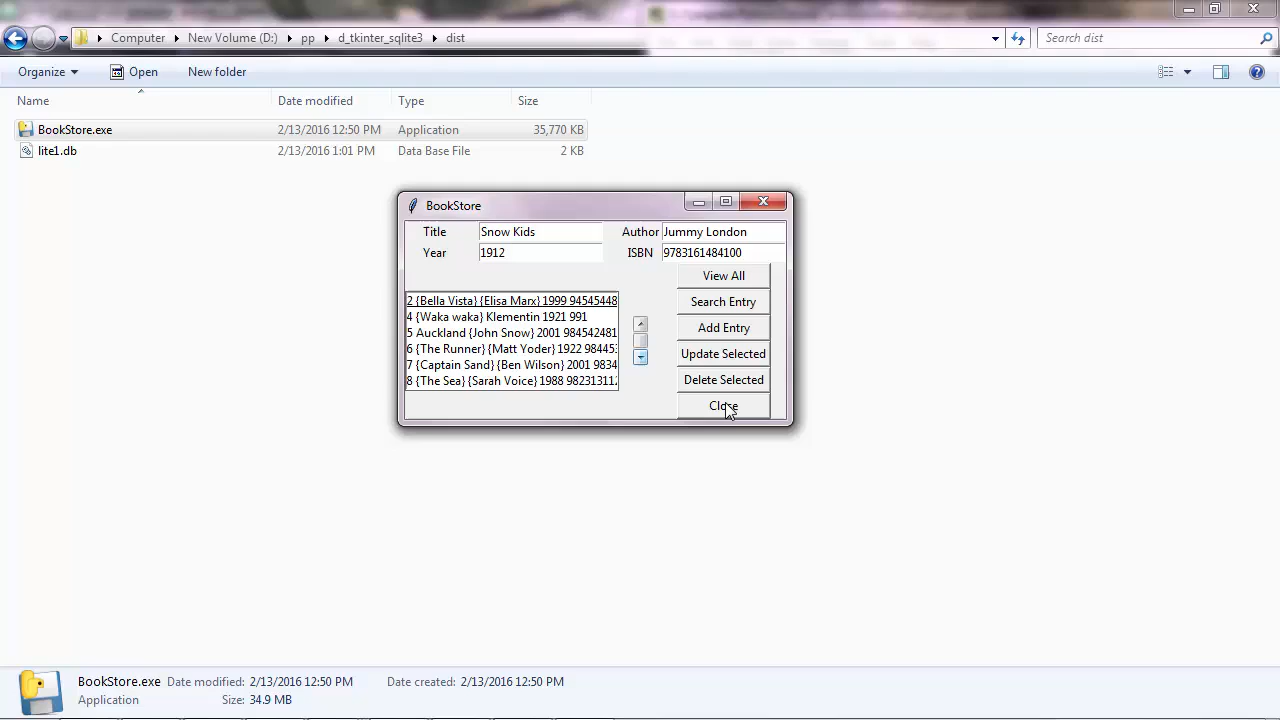 Computer New Volume (D:) pp d_tkinter_sqlite3 dist Search dist
Organize Open New folder
Name Date modified Type Size
BookStore.exe 2/13/2016 12:50 PM Application 35,770 KB
lite1.db 2/13/2016 1:01 PM Data Base File 2 KB
BookStore
Title Snow Kids Author Jummy London
Year 1912 ISBN 9783161484100
View All
2 {Bella Vista} {Elisa Marx} 1999 94545448
Search Entry
4 {Waka waka} Klementin 1921 991
Add Entry
5 Auckland {John Snow} 2001 984542481
6 {The Runner} {Matt Yoder} 1922 98445
Update Selected
7 {Captain Sand} {Ben Wilson} 2001 9834
Delete Selected
8 {The Sea} {Sarah Voice} 1988 98231311
Close
BookStore.exe Date modified: 2/13/2016 12:50 PM Date created: 2/13/2016 12:50 PM
Application Size: 34.9 MB